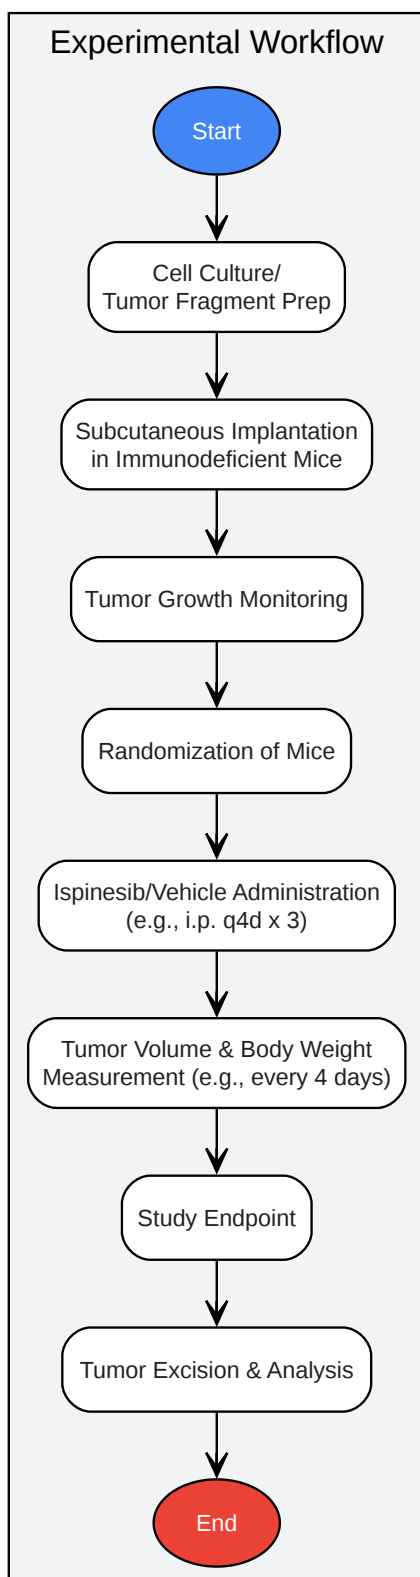 Experimental Workflow
Start
Cell Culture/
Tumor Fragment Prep
Subcutaneous Implantation
in Immunodeficient Mice
Tumor Growth Monitoring
Randomization of Mice
Ispinesib/Vehicle Administration
(e.g., i.p. q4d x 3)
Tumor Volume & Body Weight
Measurement (e.g., every 4 days)
Study Endpoint
Tumor Excision & Analysis
End